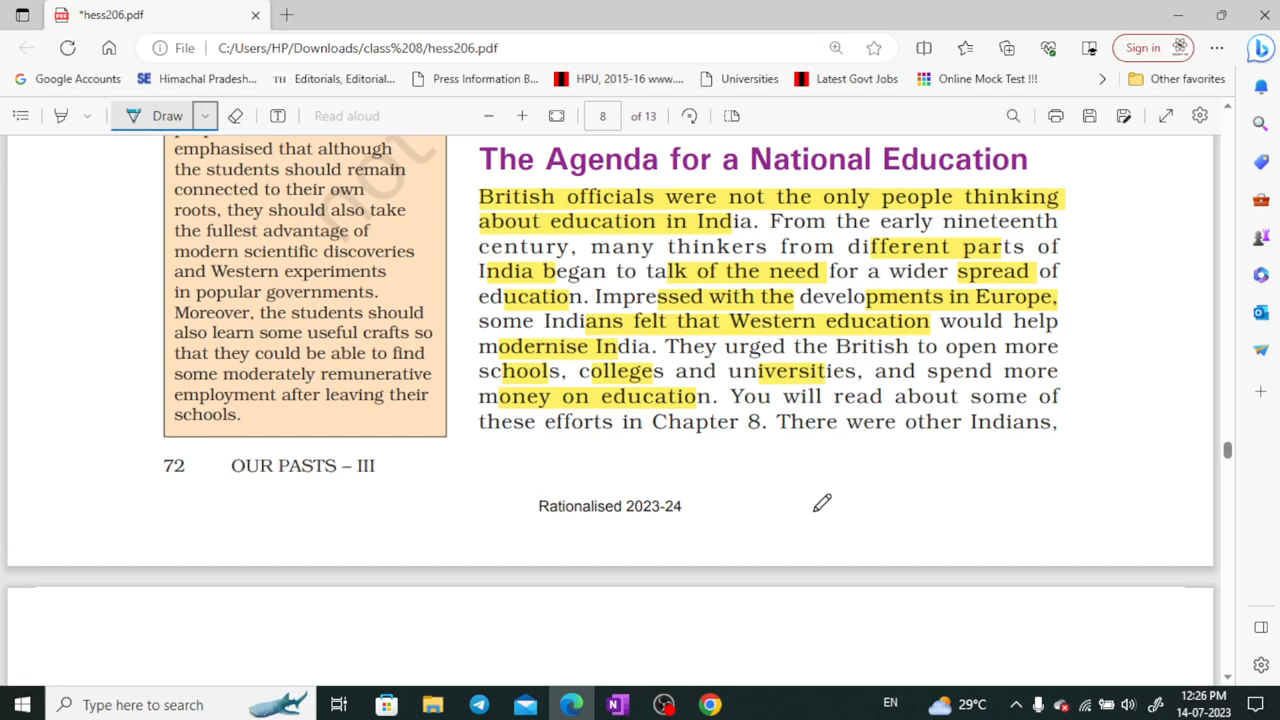 *hess206.pdf
File C:/Users/HP/Downloads/class%208/hess206.pdf
Sign in
Google Accounts SE Himachal Pradesh... TH Editorials, Editorial... Press Information B... HPU, 2015-16 www.... Universities Latest Govt Jobs Online Mock Test !!! Other favorites
Draw Read aloud 8 of 13
emphasised that although
the students should remain
connected to their own
roots, they should also take
the fullest advantage of
modern scientific discoveries
and Western experiments
in popular governments.
Moreover, the students should
also learn some useful crafts so
that they could be able to find
some moderately remunerative
employment after leaving their
schools.
not
The Agenda for a National Education
British officials were not the only people thinking
about education in India. From the early nineteenth
century, many thinkers from different parts of
India began to talk of the need for a wider spread of
education. Impressed with the developments in Europe,
some Indians felt that Western education would help
modernise India. They urged the British to open more
schools, colleges and universities, and spend more
money on education. You will read about some of
these efforts in Chapter 8. There were other Indians,
72 OUR PASTS – III
Rationalised 2023-24
Type here to search
EN 29°C 12:26 PM
14-07-2023